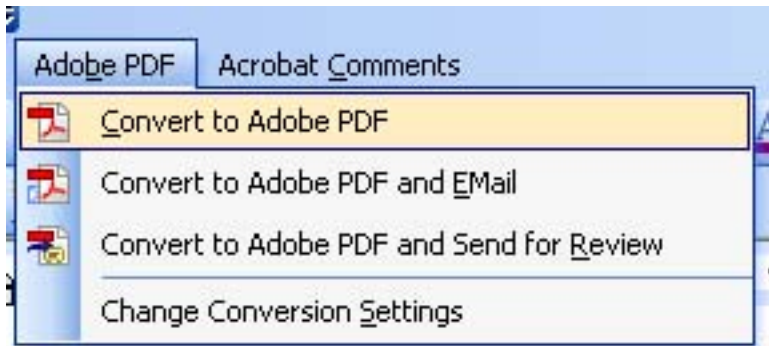 Adobe PDF Acrobat Comments
Convert to Adobe PDF
Convert to Adobe PDF and EMail
Convert to Adobe PDF and Send for Review
Change Conversion Settings